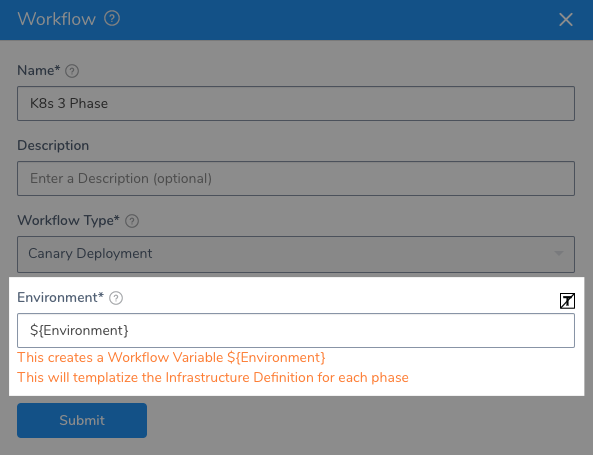 Workflow ?
Name* ?
K8s 3 Phase
Description
Enter a Description (optional)
Workflow Type* ?
Canary Deployment
Environment* ?
T
${Environment}
This creates a Workflow Variable ${Environment}
This will templatize the Infrastructure Definition for each phase
Submit